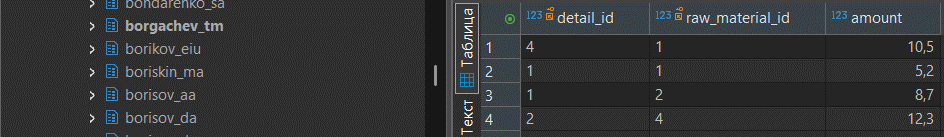 bondarenko_sa
borgachev_tm
borikov_eiu
boriskin_ma
borisov_aa
borisov_da
Таблица
Текст
123 detail_id 123 raw_material_id 123 amount
1 4 1 10,5
2 1 1 5,2
3 1 2 8,7
4 2 4 12,3